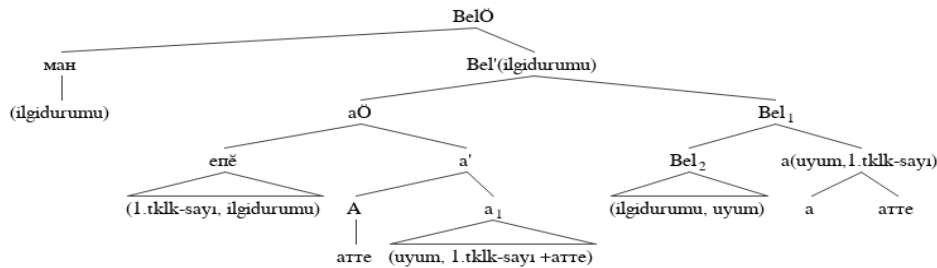 BelÖ
ман Bel'(ilgidurumu)
(ilgidurumu) aÖ Bel₁
епӗ a' Bel₂ a(uyum,1.tklk-sayı)
(1.tklk-sayı, ilgidurumu) A a₁ (ilgidurumu, uyum) a атте
атте (uyum, 1.tklk-sayı +атте)